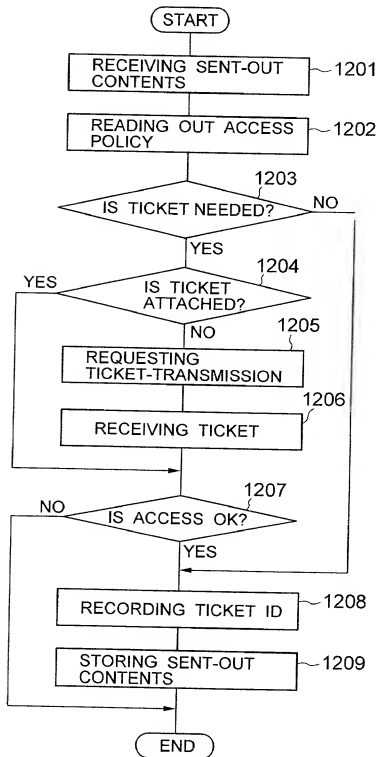 START
RECEIVING SENT-OUT
CONTENTS
1201
READING OUT ACCESS
POLICY
1202
1203
IS TICKET NEEDED?
NO
YES
1204
YES
IS TICKET
ATTACHED?
NO
1205
REQUESTING
TICKET-TRANSMISSION
1206
RECEIVING TICKET
1207
NO
IS ACCESS OK?
YES
1208
RECORDING TICKET ID
STORING SENT-OUT
CONTENTS
1209
END